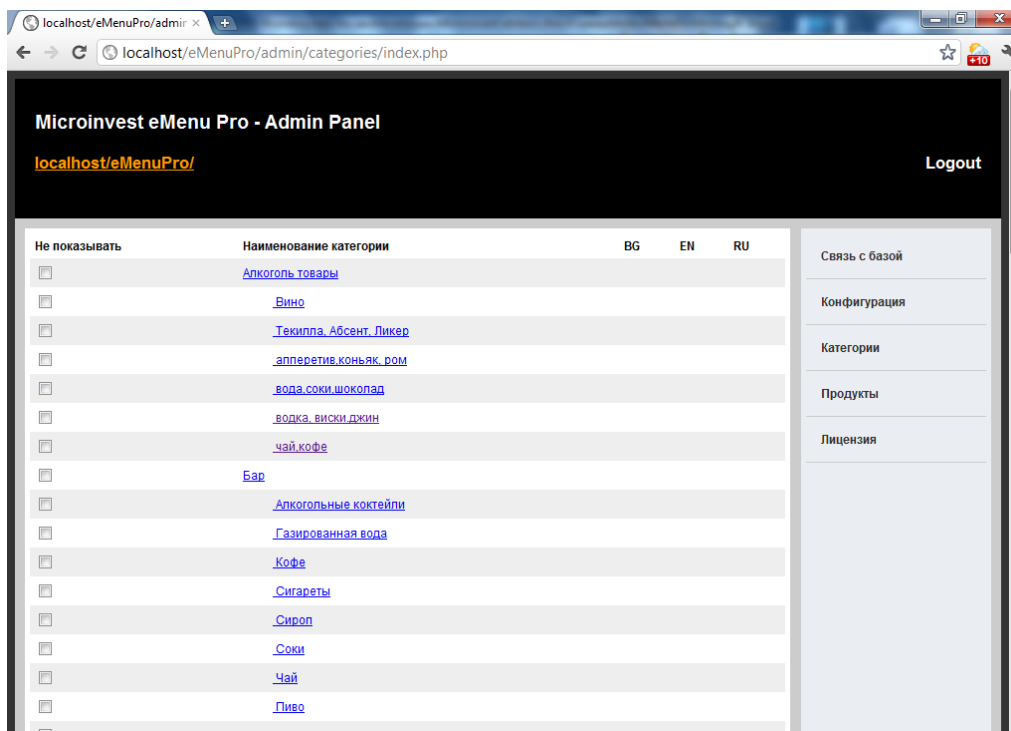 localhost/eMenuPro/admin
localhost/eMenuPro/admin/categories/index.php
+10
Microinvest eMenu Pro - Admin Panel
localhost/eMenuPro/
Logout
Не показывать Наименование категории BG EN RU
Алкоголь товары
Вино
Текилла, Абсент, Ликер
апперетив,коньяк, ром
вода,соки,шоколад
водка, виски,джин
чай,кофе
Бар
Алкогольные коктейли
Газированная вода
Кофе
Сигареты
Сироп
Соки
Чай
Пиво
Связь с базой
Конфигурация
Категории
Продукты
Лицензия